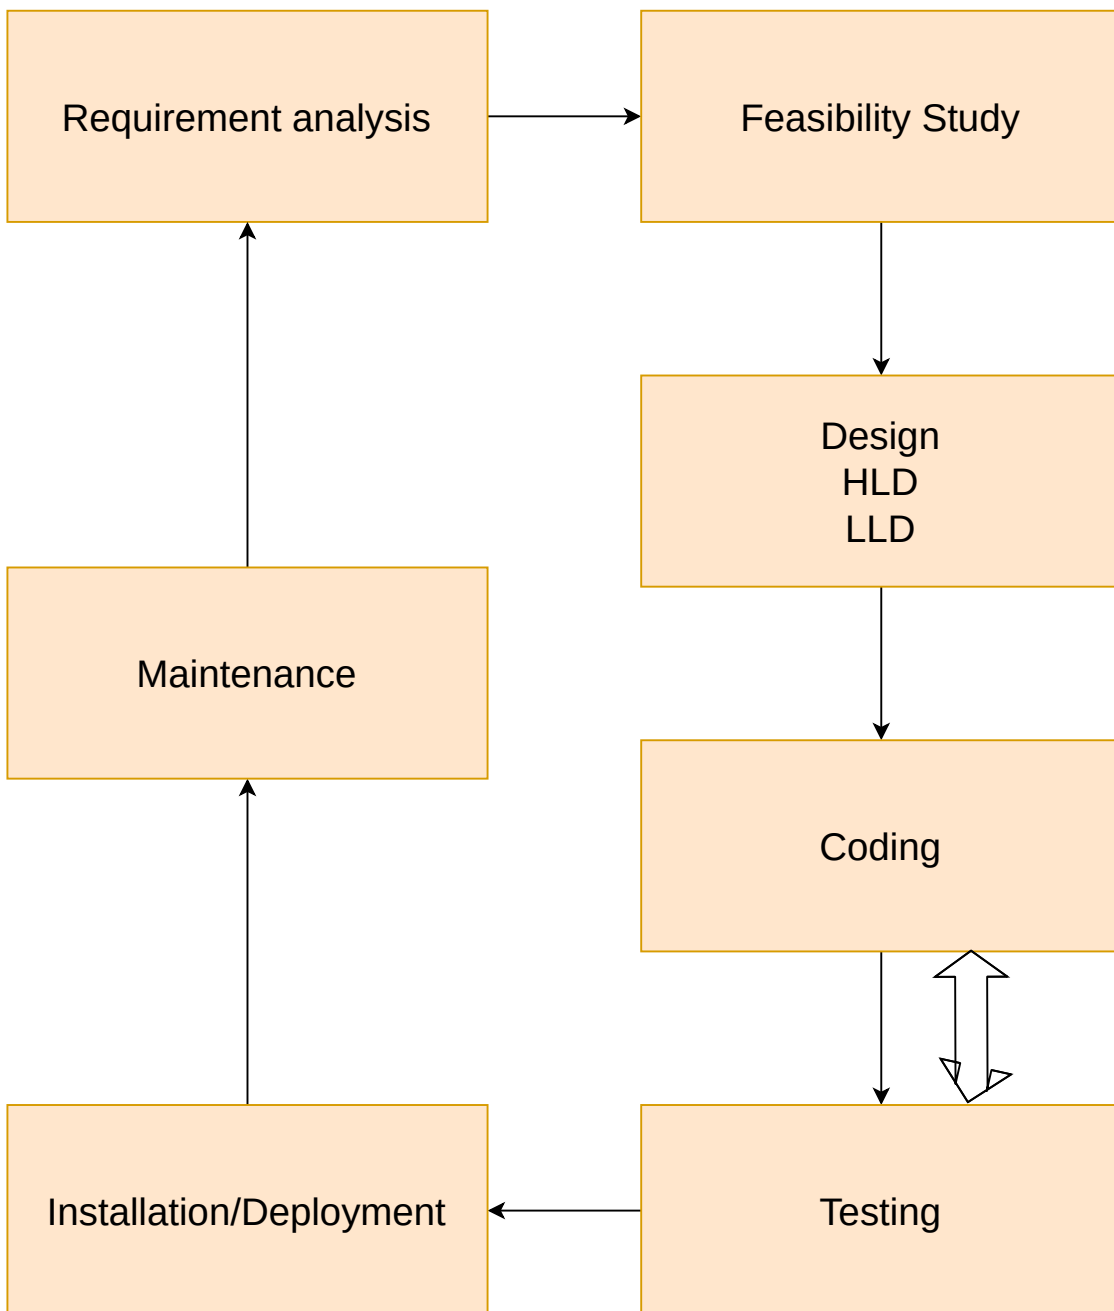 Requirement analysis
Feasibility Study
Design
HLD
LLD
Maintenance
Coding
Installation/Deployment
Testing